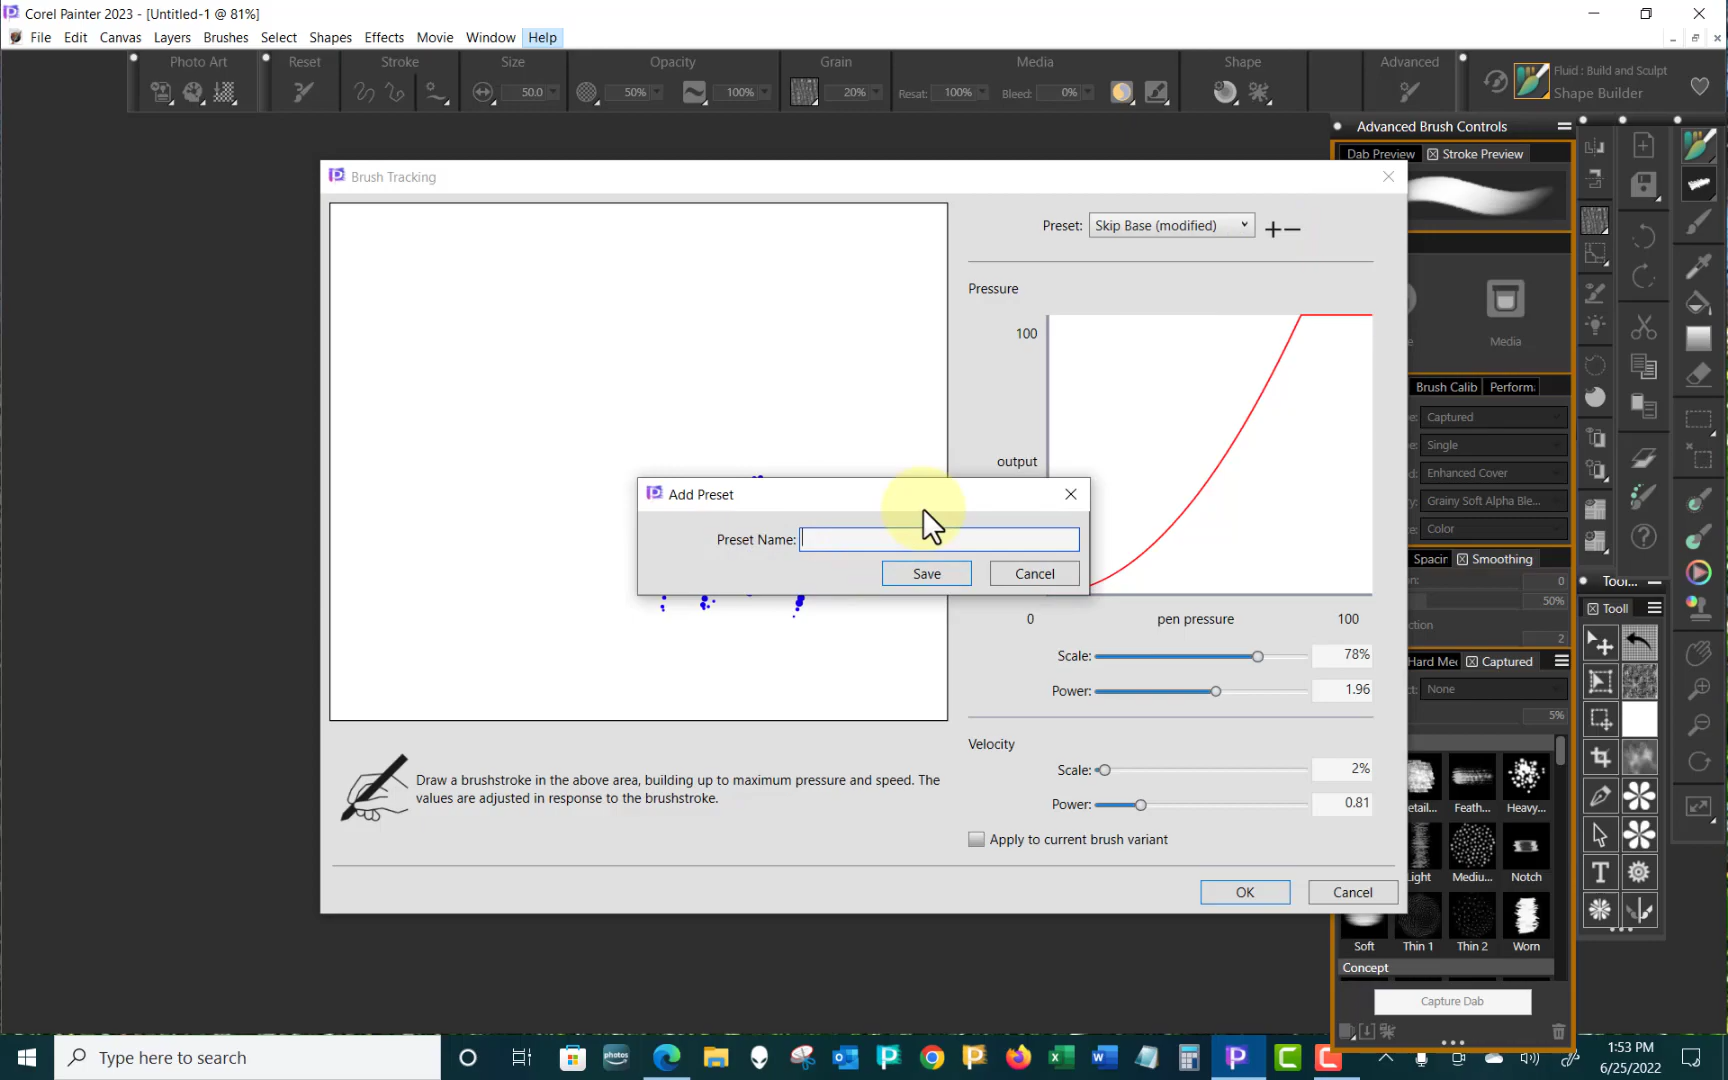 Corel Painter 2023 - [Untitled-1 @ 81%]
File Edit Canvas Layers Brushes Select Shapes Effects Movie Window Help
Photo Art Reset Stroke Size Opacity Grain Media Shape Advanced
50.0 50% 100% 20% Resat: 100% Bleed: 0%
Fluid : Build and Sculpt
Shape Builder
Advanced Brush Controls
Dab Preview Stroke Preview
Brush Tracking
Preset: Skip Base (modified)
Pressure
100
output
0 pen pressure 100
Scale: 78%
Power: 1.96
Velocity
Scale: 2%
Power: 0.81
Apply to current brush variant
OK Cancel
Add Preset
Preset Name:
Save Cancel
Draw a brushstroke in the above area, building up to maximum pressure and speed. The
values are adjusted in response to the brushstroke.
Media
Brush Calib Perform
Captured
Single
Enhanced Cover
Grainy Soft Alpha Ble...
Color
Spacin Smoothing
0
50%
2
Hard Med Captured
None
5%
Feath... Heavy...
Light Mediu... Notch
Soft Thin 1 Thin 2 Worn
Concept
Capture Dab
Tool...
Tooll
T
Type here to search
photos
1:53 PM
6/25/2022